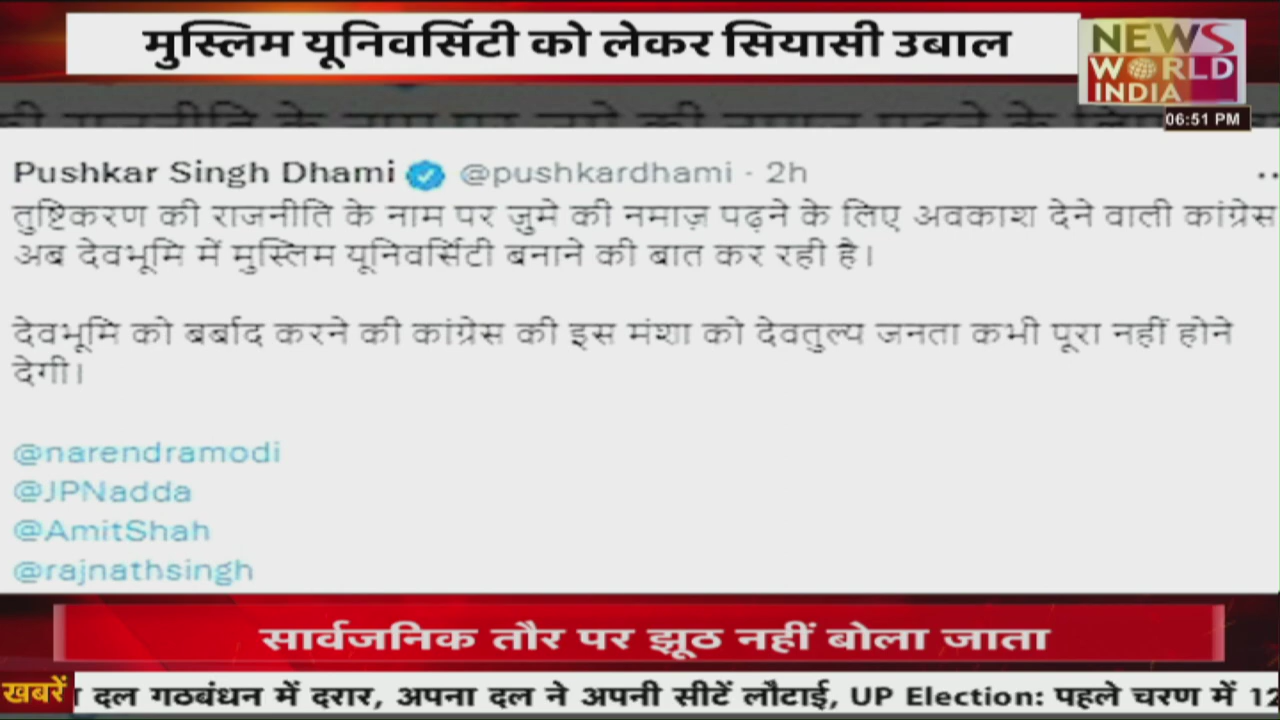 मुस्लिम यूनिवर्सिटी को लेकर सियासी उबाल
NEWS
WORLD
INDIA
06:51 PM
Pushkar Singh Dhami @pushkardhami · 2h
तुष्टिकरण की राजनीति के नाम पर जुमे की नमाज़ पढ़ने के लिए अवकाश देने वाली कांग्रेस
अब देवभूमि में मुस्लिम यूनिवर्सिटी बनाने की बात कर रही है।
देवभूमि को बर्बाद करने की कांग्रेस की इस मंशा को देवतुल्य जनता कभी पूरा नहीं होने
देगी।
@narendramodi
@JPNadda
@AmitShah
@rajnathsingh
सार्वजनिक तौर पर झूठ नहीं बोला जाता
खबरें दल गठबंधन में दरार, अपना दल ने अपनी सीटें लौटाई, UP Election: पहले चरण में 12